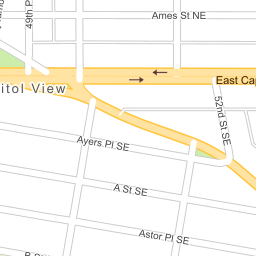 Ames St NE
49th P
East Cap
itol View
52nd St SE
Ayers Pl SE
A St SE
Astor Pl SE